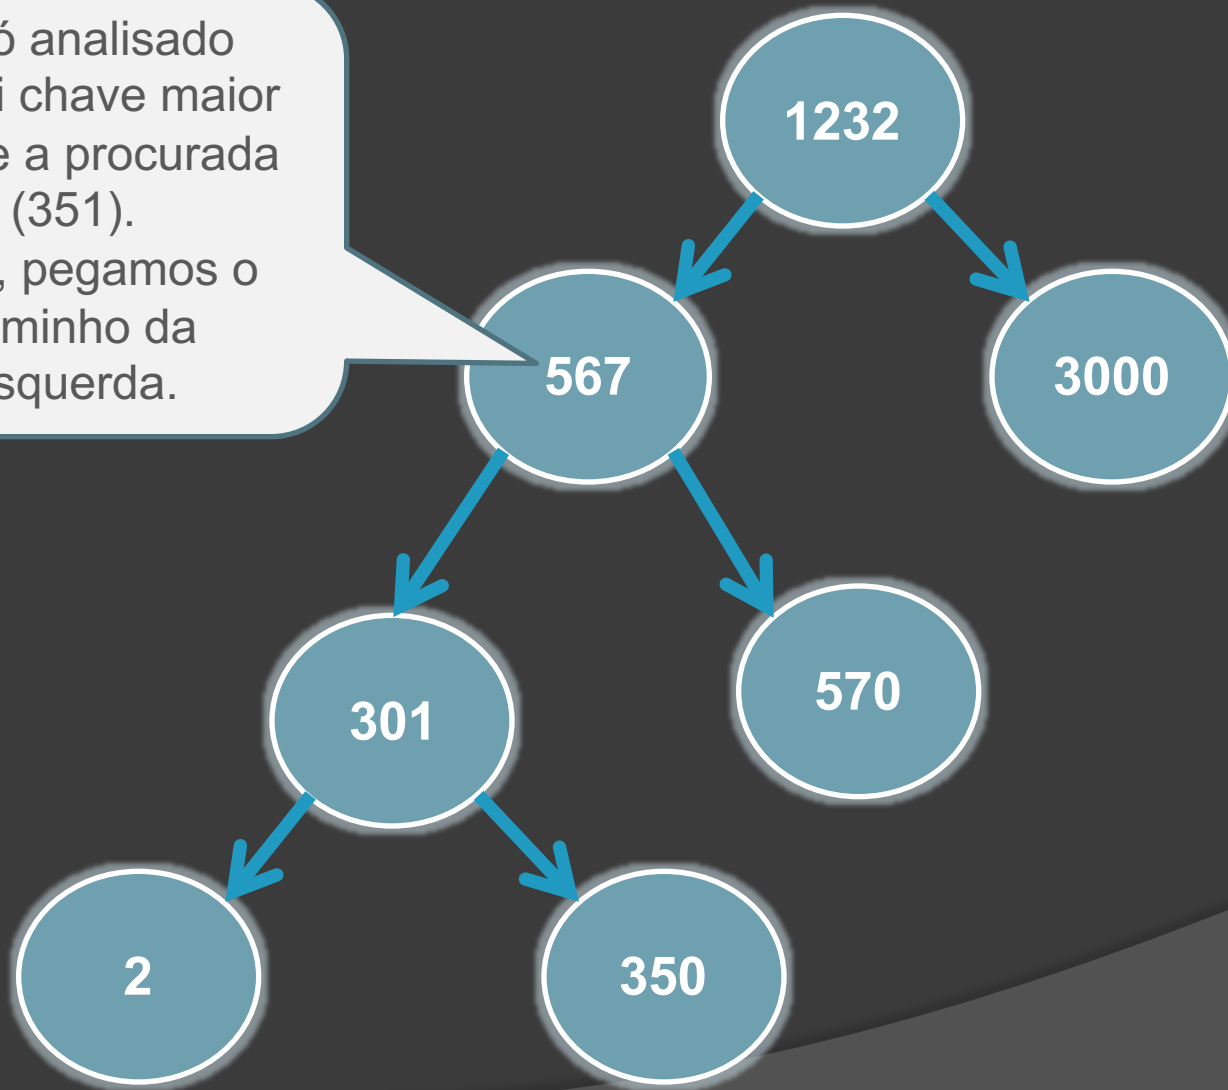 ó analisado
i chave maior
e a procurada
(351).
, pegamos o
minho da
squerda.
1232
567
3000
301
570
2
350